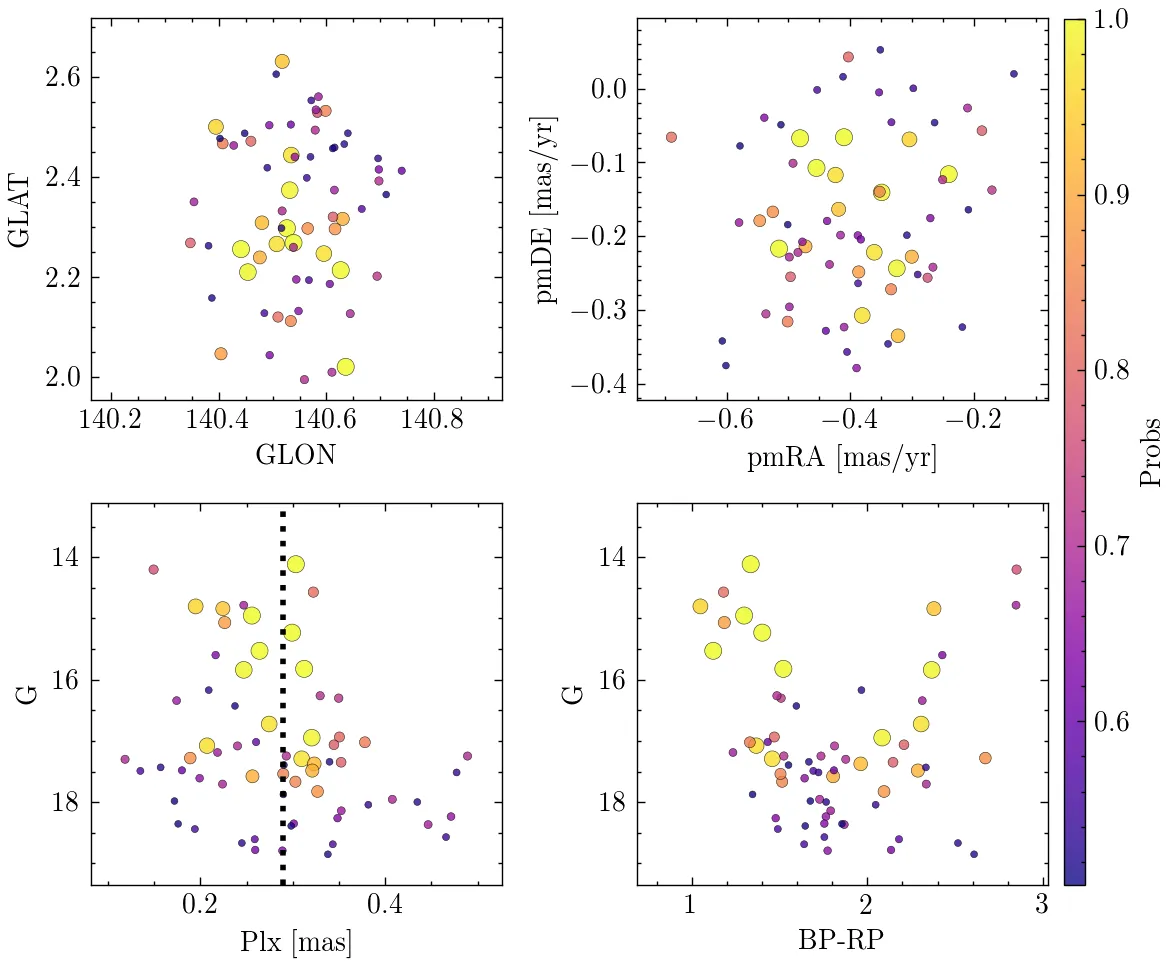 2.6
2.4
2.2
2.0
GLAT
140.2 140.4 140.6 140.8
GLON
0.0
−0.1
−0.2
−0.3
−0.4
pmDE [mas/yr]
−0.6 −0.4 −0.2
pmRA [mas/yr]
14
16
18
G
0.2 0.4
Plx [mas]
14
16
18
G
1 2 3
BP-RP
1.0
0.9
0.8
0.7
0.6
Probs